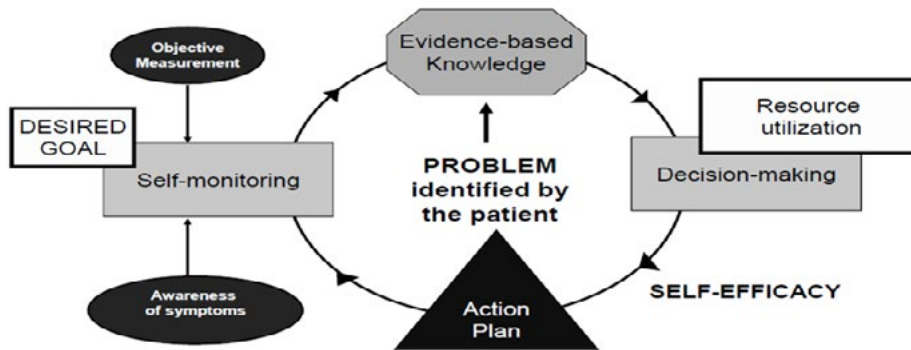 Objective
Measurement
Evidence-based
Knowledge
Resource
utilization
DESIRED
GOAL
Self-monitoring
PROBLEM
identified by
the patient
Decision-making
Awareness
of symptoms
Action
Plan
SELF-EFFICACY